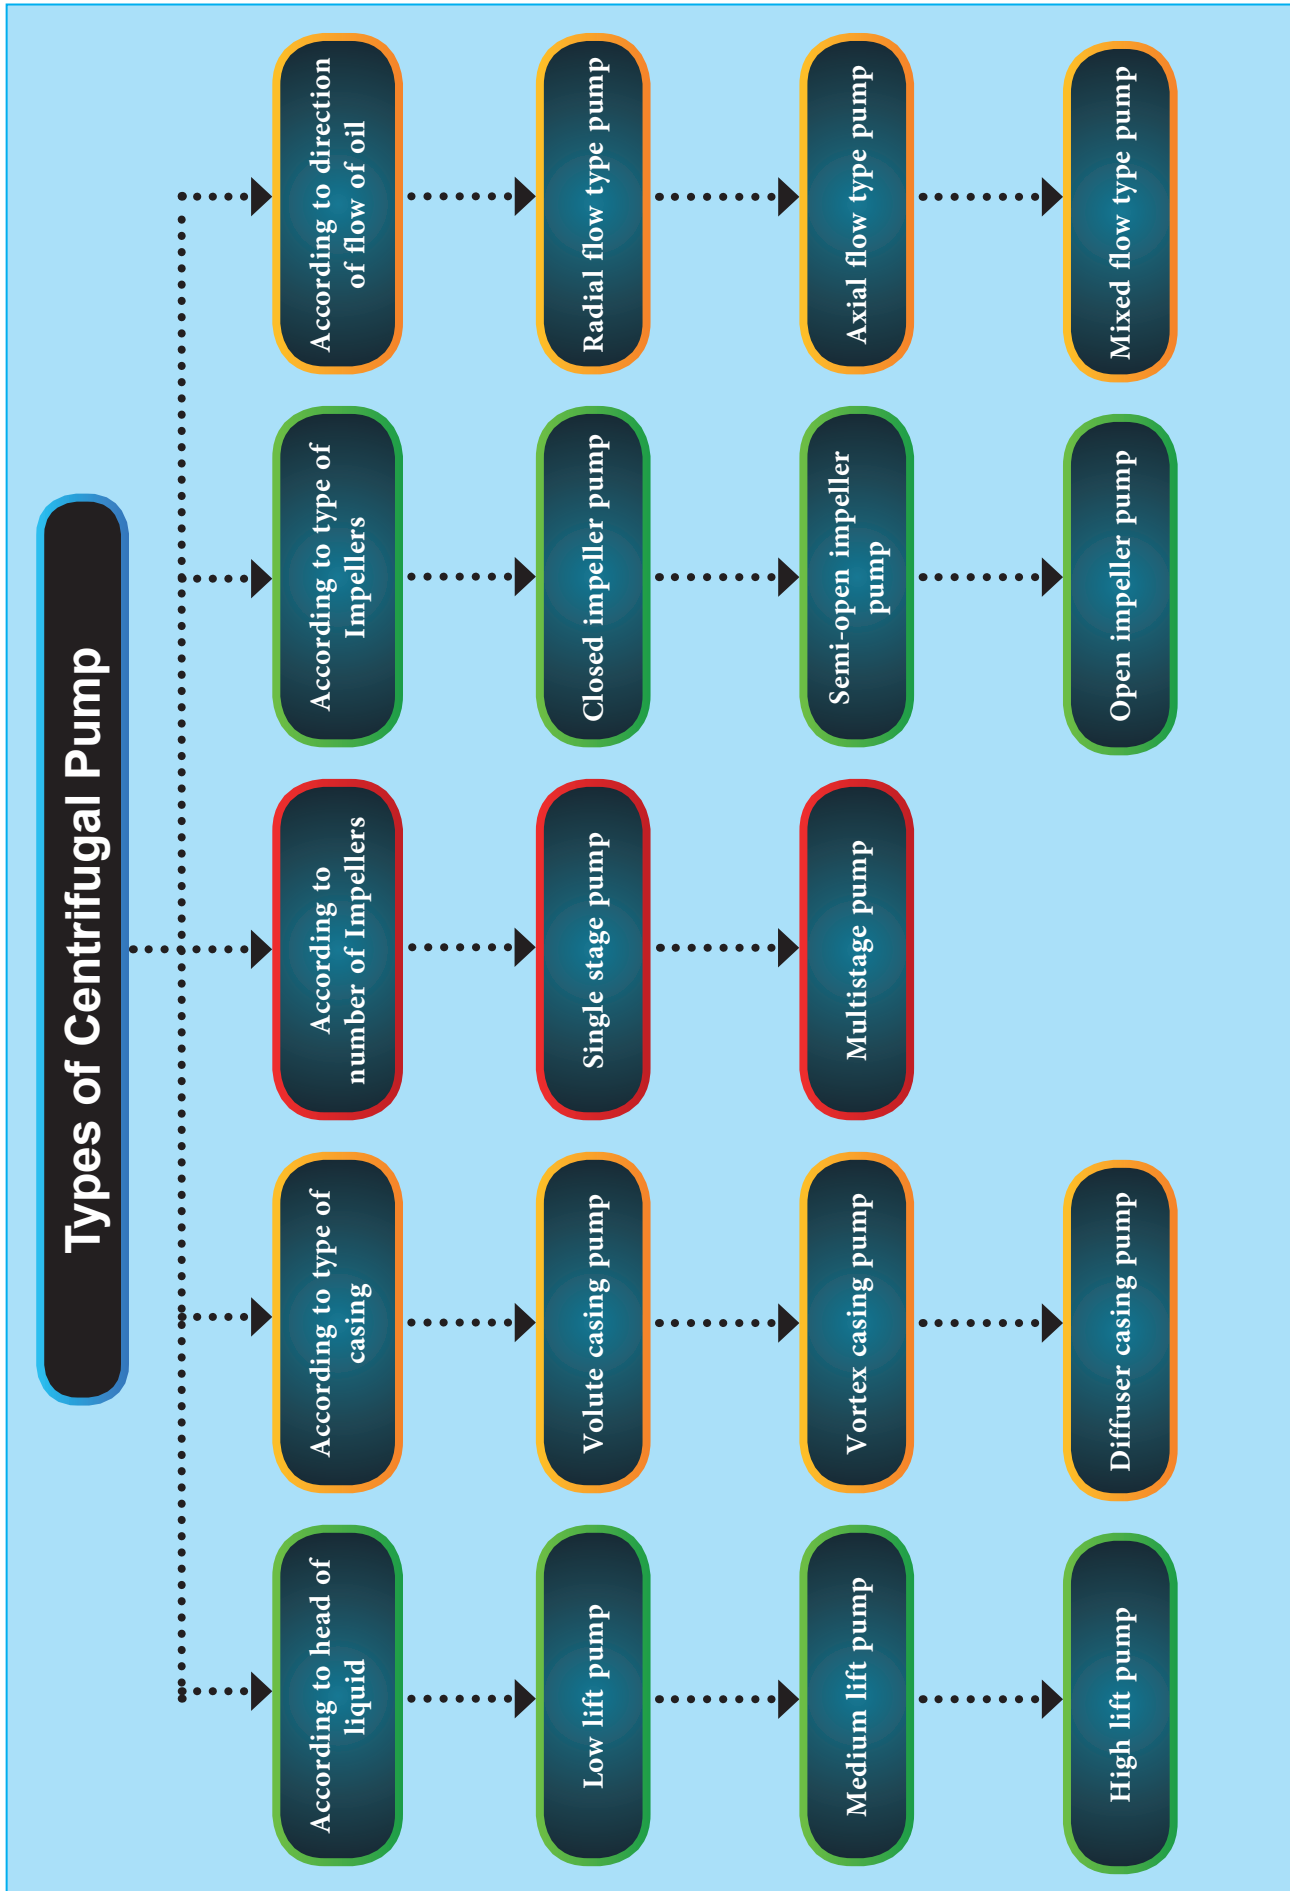 Types of Centrifugal Pump
According to head of
liquid
Low lift pump
Medium lift pump
High lift pump
According to type of
casing
Volute casing pump
Vortex casing pump
Diffuser casing pump
According to
number of Impellers
Single stage pump
Multistage pump
According to type of
Impellers
Closed impeller pump
Semi-open impeller
pump
Open impeller pump
According to direction
of flow of oil
Radial flow type pump
Axial flow type pump
Mixed flow type pump